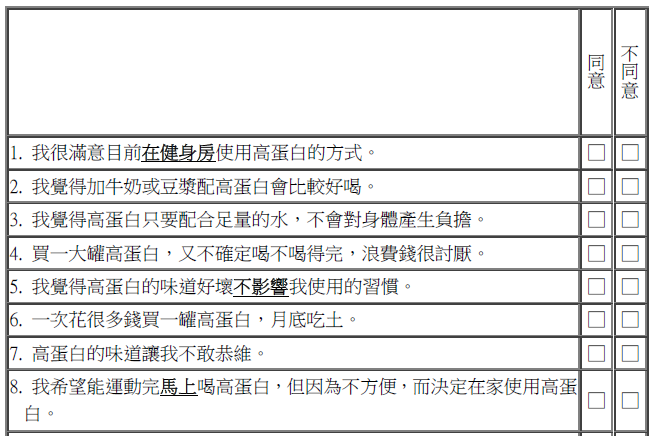 同意
不同意
1. 我很滿意目前在健身房使用高蛋白的方式。
2. 我覺得加牛奶或豆漿配高蛋白會比較好喝。
3. 我覺得高蛋白只要配合足量的水，不會對身體產生負擔。
4. 買一大罐高蛋白，又不確定喝不喝得完，浪費錢很討厭。
5. 我覺得高蛋白的味道好壞不影響我使用的習慣。
6. 一次花很多錢買一罐高蛋白，月底吃土。
7. 高蛋白的味道讓我不敢恭維。
8. 我希望能運動完馬上喝高蛋白，但因為不方便，而決定在家使用高蛋
白。